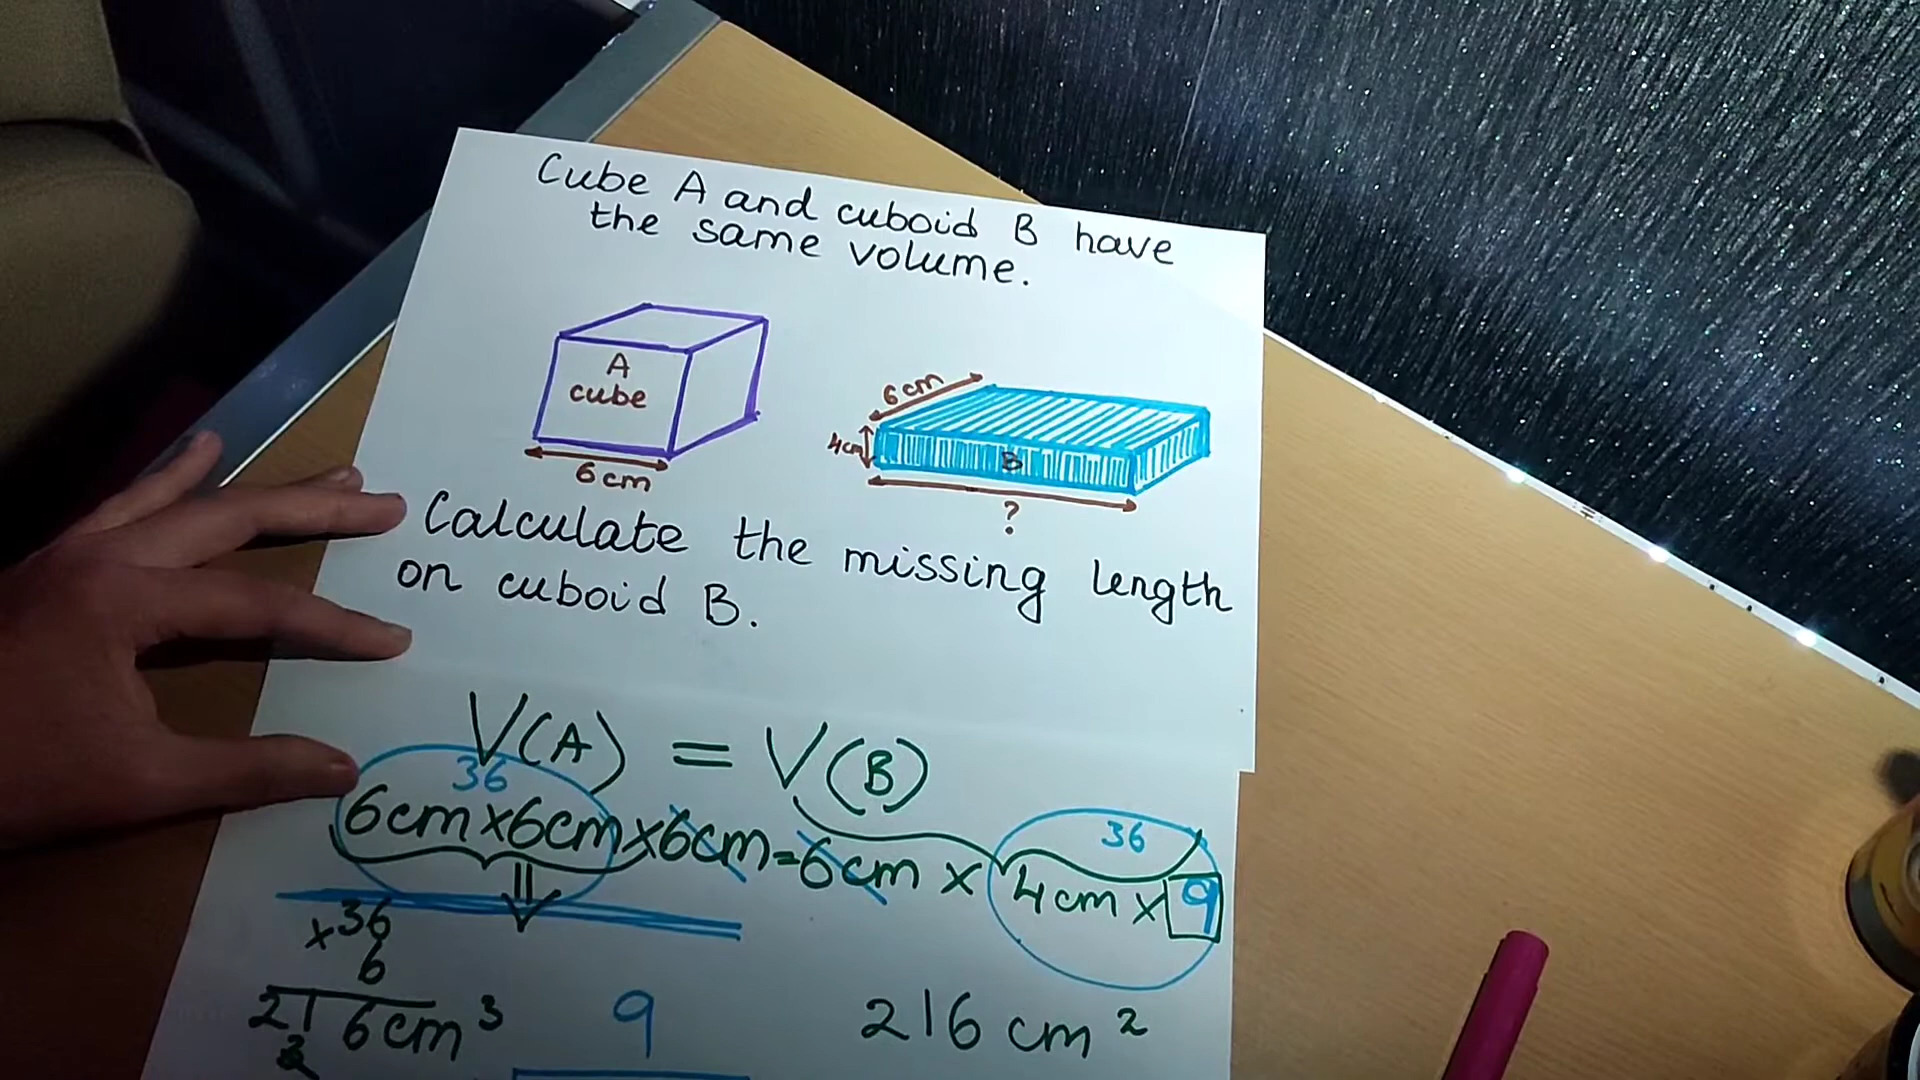 Cube A and cuboid B have
the same volume.
A
cube
6 cm
6 cm
4cm
B
?
Calculate the missing length
on cuboid B.
V(A) = V(B)
36
36
6cm x 6cm x 6cm = 6cm x 4cm x 9
x 36
6
216cm³
3
9
216 cm²